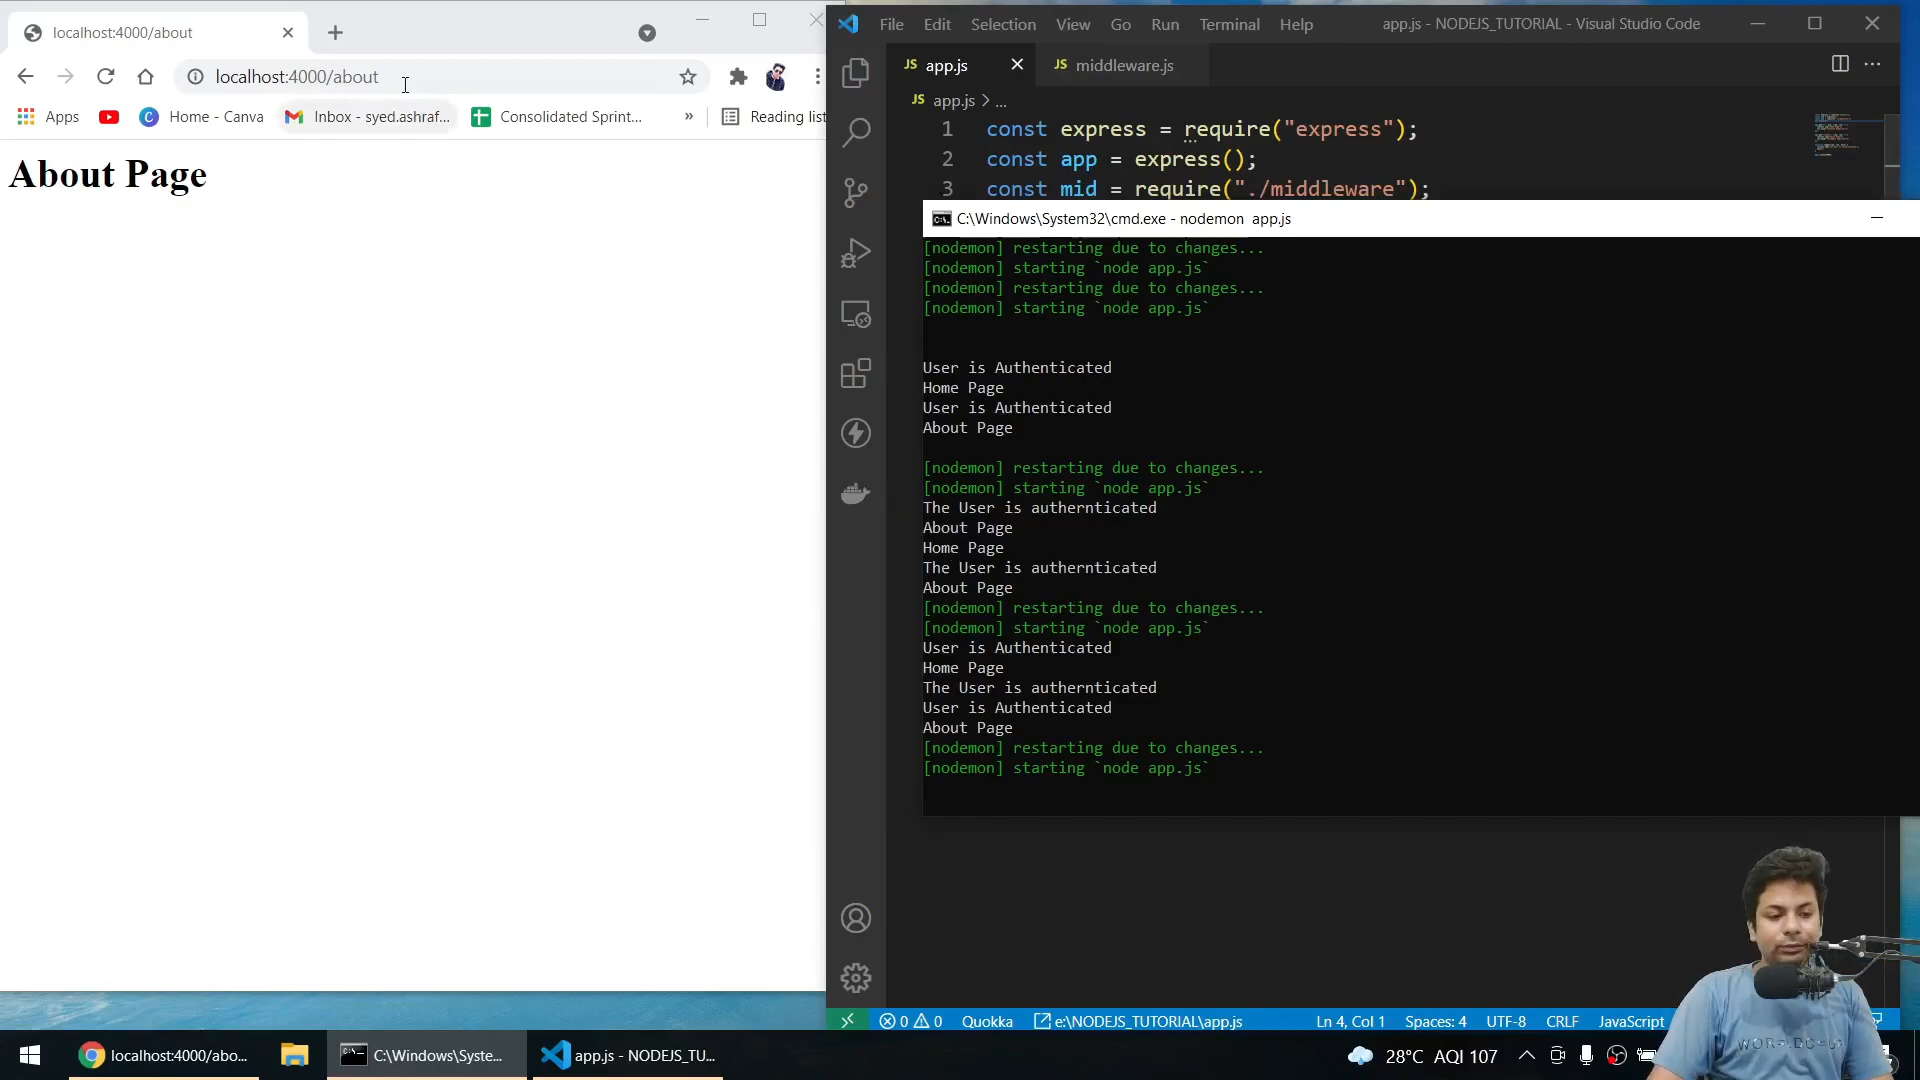 localhost:4000/about
localhost:4000/about
Apps
Home - Canva
Inbox - syed.ashraf...
Consolidated Sprint...
»
Reading list
About Page
File Edit Selection View Go Run Terminal Help
app.js - NODEJS_TUTORIAL - Visual Studio Code
JS app.js
JS middleware.js
JS app.js > ...
1 const express = require("express");
2 const app = express();
3 const mid = require("./middleware");
C:\Windows\System32\cmd.exe - nodemon  app.js
[nodemon] restarting due to changes...
[nodemon] starting `node app.js`
[nodemon] restarting due to changes...
[nodemon] starting `node app.js`
User is Authenticated
Home Page
User is Authenticated
About Page
[nodemon] restarting due to changes...
[nodemon] starting `node app.js`
The User is authernticated
About Page
Home Page
The User is authernticated
About Page
[nodemon] restarting due to changes...
[nodemon] starting `node app.js`
User is Authenticated
Home Page
The User is authernticated
User is Authenticated
About Page
[nodemon] restarting due to changes...
[nodemon] starting `node app.js`
0 0 Quokka e:\NODEJS_TUTORIAL\app.js
Ln 4, Col 1 Spaces: 4 UTF-8 CRLF JavaScript
localhost:4000/abo...
C:\Windows\Syste...
app.js - NODEJS_TU...
28°C AQI 107